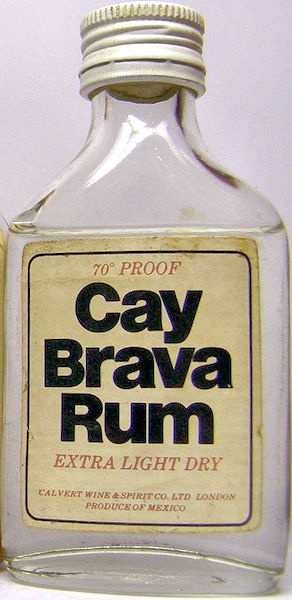 70° PROOF
Cay
Brava
Rum
EXTRA LIGHT DRY
CALVERT WINE & SPIRIT CO. LTD LONDON
PRODUCE OF MEXICO